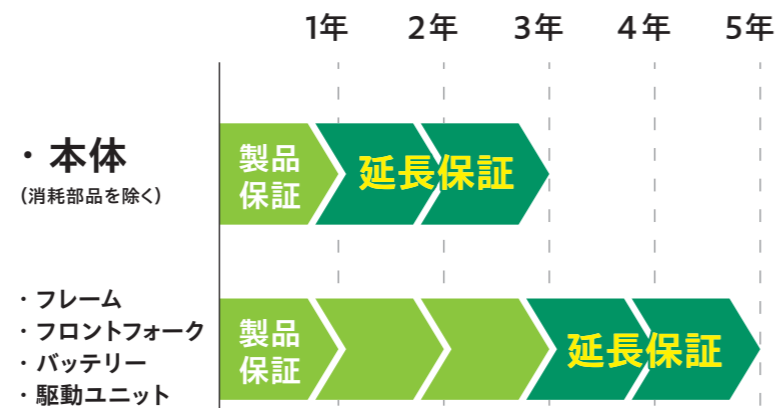 1年 2年 3年 4年 5年
・本体
（消耗部品を除く）
製品
保証
延長保証
・フレーム
・フロントフォーク
・バッテリー
・駆動ユニット
製品
保証
延長保証